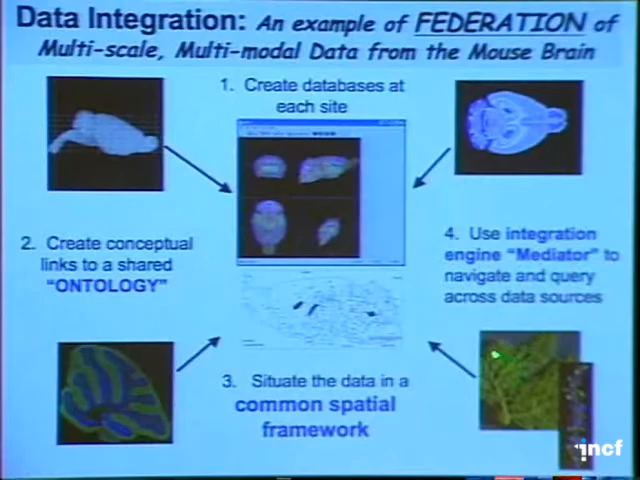 Data Integration: An example of FEDERATION of
Multi-scale, Multi-modal Data from the Mouse Brain
1. Create databases at
each site
2. Create conceptual
links to a shared
"ONTOLOGY"
4. Use integration
engine "Mediator" to
navigate and query
across data sources
3. Situate the data in a
common spatial
framework
incf